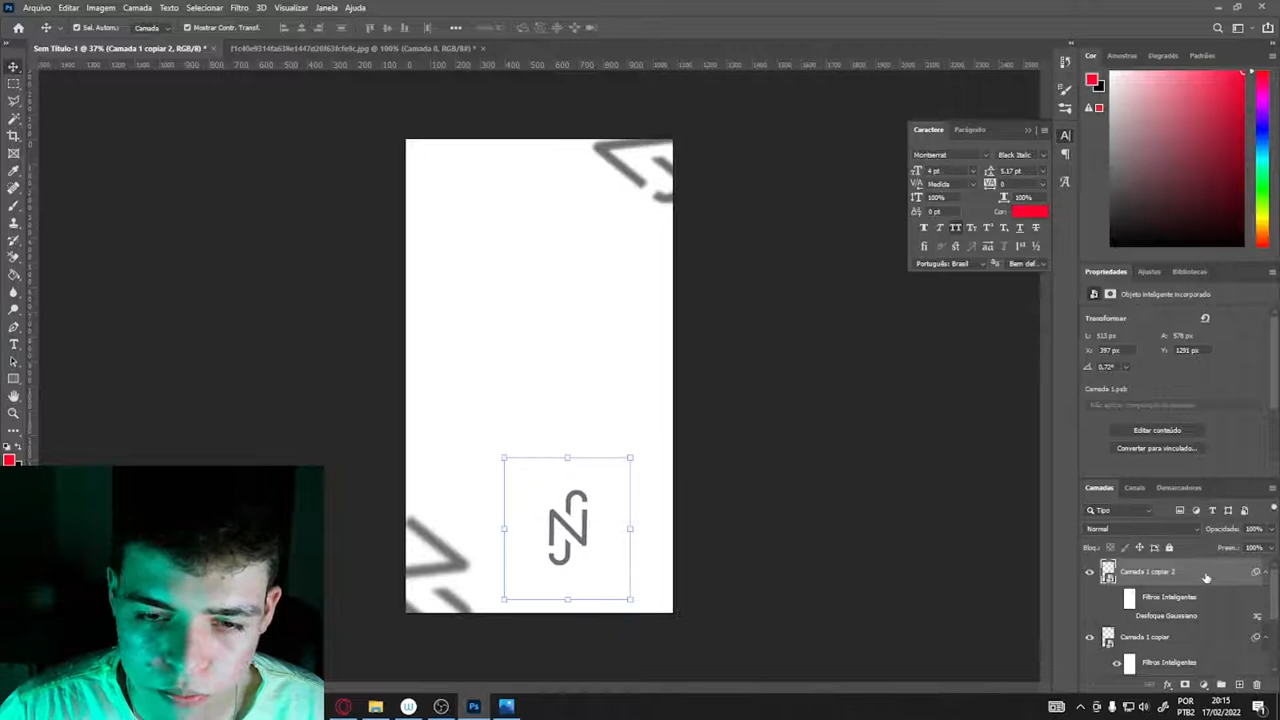 Arquivo Editar Imagem Camada Texto Selecionar Filtro 3D Visualizar Janela Ajuda
Sel. Autom.: Camada Mostrar Contr. Transf.
Sem Título-1 @ 37% (Camada 1 copiar 2, RGB/8) *
@ 100% (Camada 0, RGB/8#) *
Cor Amostras Degradês Padrões
Caractere Parágrafo
Montserrat Black Italic
4 pt 5.17 pt
Medida 0
100% 100%
0 pt Cor:
Português: Brasil Bem def...
Propriedades Ajustes Bibliotecas
Objeto Inteligente Incorporado
Transformar
L: 513 px A: 578 px
X: 397 px Y: 1291 px
0,72°
Camada 1.psb
Editar conteúdo
Converter para vinculado...
Camadas Canais Demarcadores
Tipo
Normal Opacidade: 100%
Bloq.: Preen.: 100%
Camada 1 copiar 2
Filtros Inteligentes
Desfoque Gaussiano
Camada 1 copiar
Filtros Inteligentes
POR 20:15
PTB2 17/02/2022